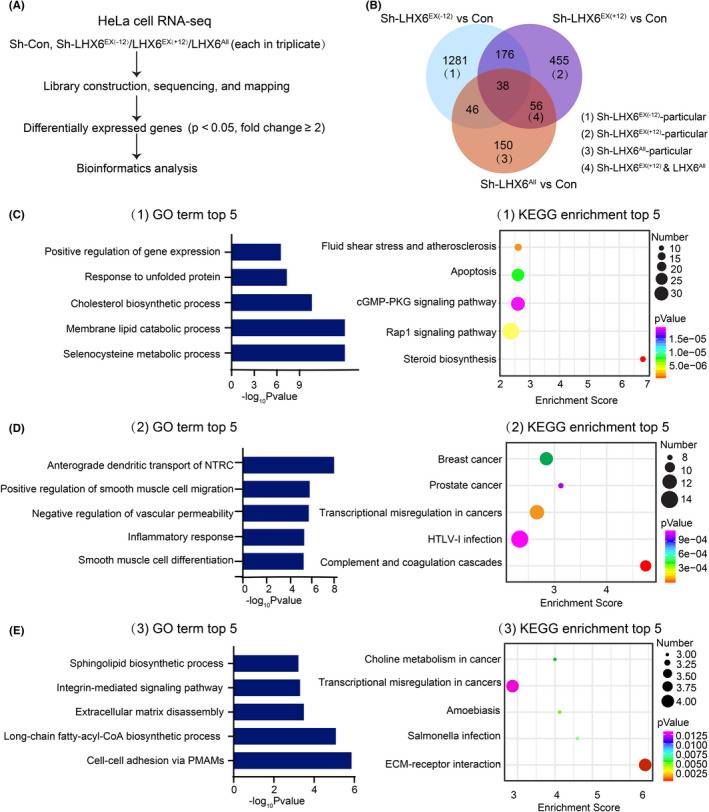 (A)
HeLa cell RNA-seq
Sh-Con, Sh-LHX6EX(-12)/LHX6EX(+12)/LHX6All (each in triplicate)
Library construction, sequencing, and mapping
Differentially expressed genes (p < 0.05, fold change ≥ 2)
Bioinformatics analysis
(B)
Sh-LHX6EX(-12) vs Con
Sh-LHX6EX(+12) vs Con
1281
(1)
176
455
(2)
38
46
56
(4)
150
(3)
Sh-LHX6All vs Con
(1) Sh-LHX6EX(-12)-particular
(2) Sh-LHX6EX(+12)-particular
(3) Sh-LHX6All-particular
(4) Sh-LHX6EX(+12) & LHX6All
(C)
(1) GO term top 5
Positive regulation of gene expression
Response to unfolded protein
Cholesterol biosynthetic process
Membrane lipid catabolic process
Selenocysteine metabolic process
0 3 6 9
-log10Pvalue
(1) KEGG enrichment top 5
Fluid shear stress and atherosclerosis
Apoptosis
cGMP-PKG signaling pathway
Rap1 signaling pathway
Steroid biosynthesis
2 3 4 5 6 7
Enrichment Score
Number
10
15
20
25
30
pValue
1.5e-05
1.0e-05
5.0e-06
(D)
(2) GO term top 5
Anterograde dendritic transport of NTRC
Positive regulation of smooth muscle cell migration
Negative regulation of vascular permeability
Inflammatory response
Smooth muscle cell differentiation
0 2 4 6 8
-log10Pvalue
(2) KEGG enrichment top 5
Breast cancer
Prostate cancer
Transcriptional misregulation in cancers
HTLV-I infection
Complement and coagulation cascades
3 4
Enrichment Score
Number
8
10
12
14
pValue
9e-04
6e-04
3e-04
(E)
(3) GO term top 5
Sphingolipid biosynthetic process
Integrin-mediated signaling pathway
Extracellular matrix disassembly
Long-chain fatty-acyl-CoA biosynthetic process
Cell-cell adhesion via PMAMs
0 2 4 6
-log10Pvalue
(3) KEGG enrichment top 5
Choline metabolism in cancer
Transcriptional misregulation in cancers
Amoebiasis
Salmonella infection
ECM-receptor interaction
3 4 5 6
Enrichment Score
Number
3.00
3.25
3.50
3.75
4.00
pValue
0.0125
0.0100
0.0075
0.0050
0.0025